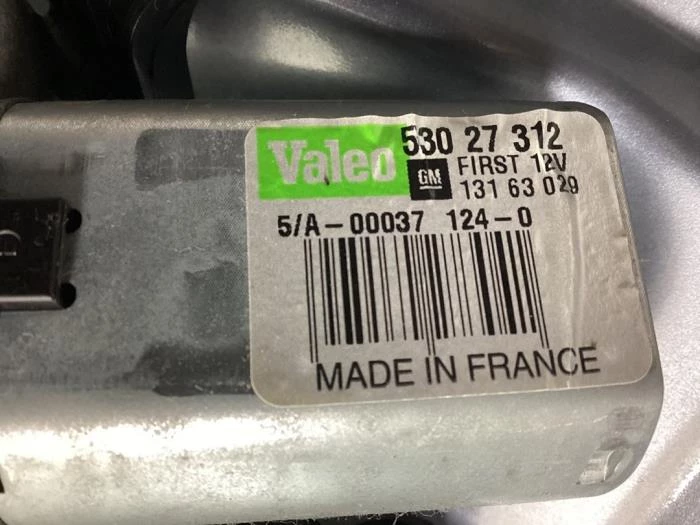 Valeo 530 27 312
GM FIRST 12V
131 63 029
5/A-00037 124-0
MADE IN FRANCE